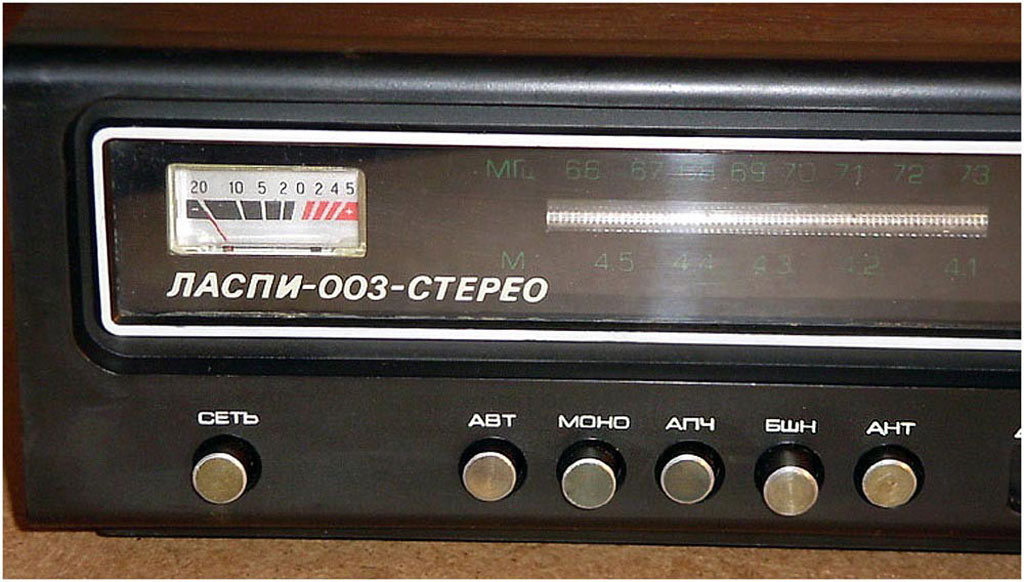 20 10 5 2 0 2 4 5
- +
МГц 66 67 68 69 70 71 72 73
М 4.5 4.4 4.3 4.2 4.1
ЛАСПИ-003-СТЕРЕО
СЕТЬ АВТ МОНО АПЧ БШН АНТ